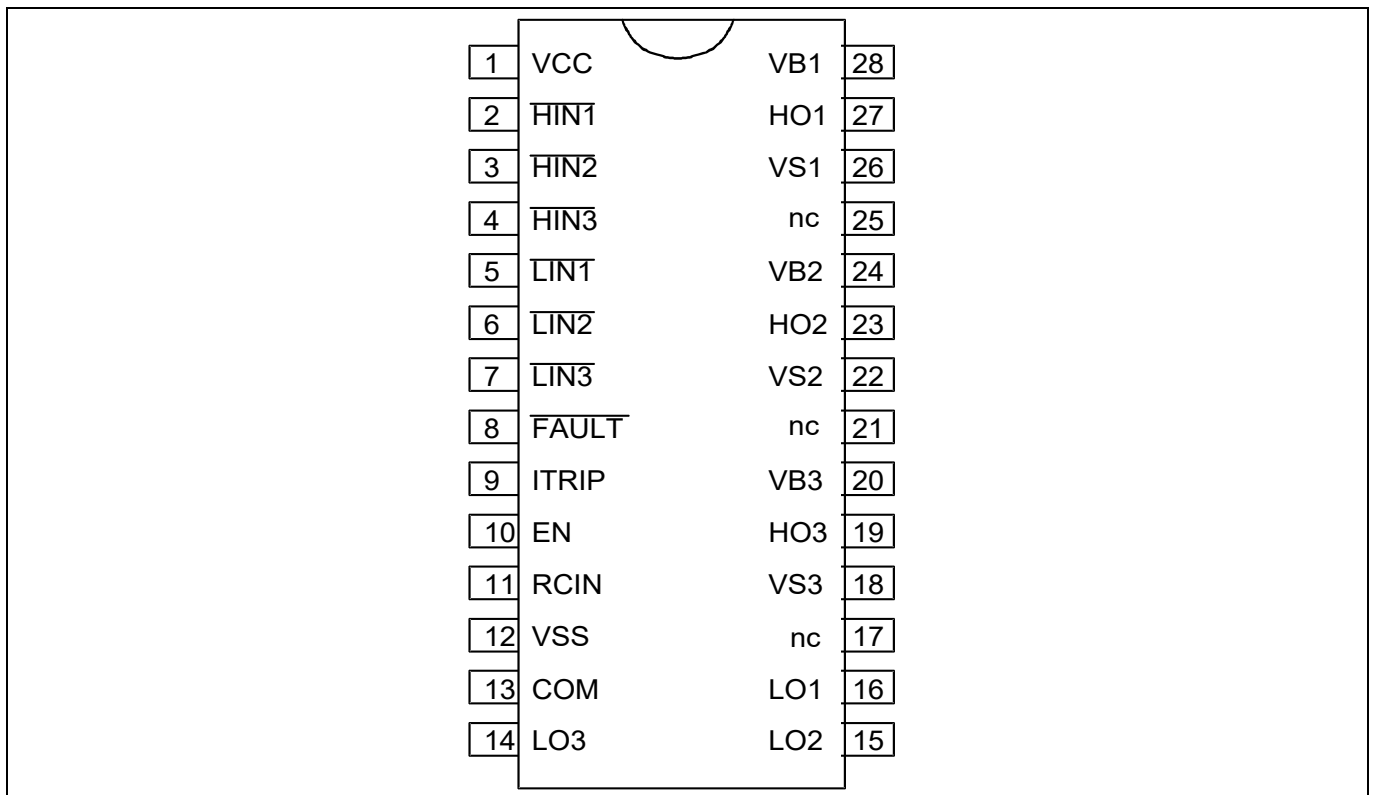 1 VCC VB1 28
2 HIN1 HO1 27
3 HIN2 VS1 26
4 HIN3 nc 25
5 LIN1 VB2 24
6 LIN2 HO2 23
7 LIN3 VS2 22
8 FAULT nc 21
9 ITRIP VB3 20
10 EN HO3 19
11 RCIN VS3 18
12 VSS nc 17
13 COM LO1 16
14 LO3 LO2 15